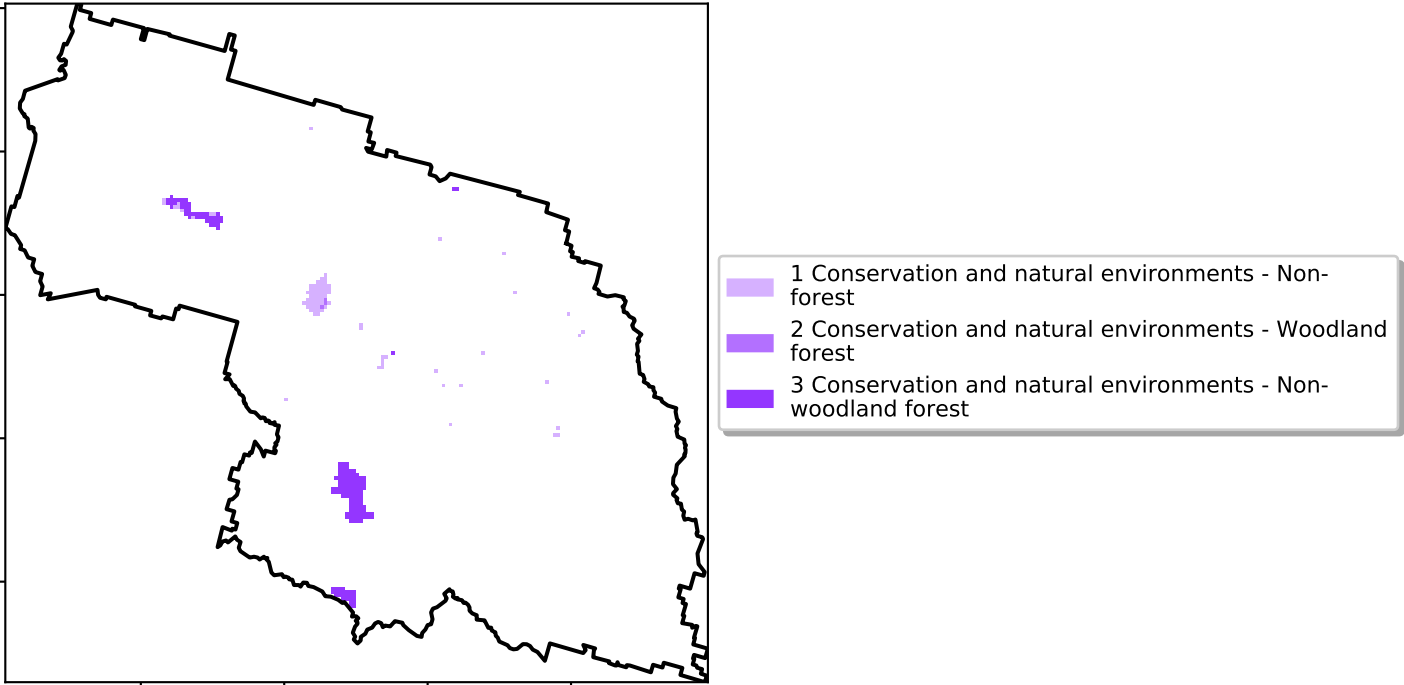 1 Conservation and natural environments - Non-
forest
2 Conservation and natural environments - Woodland
forest
3 Conservation and natural environments - Non-
woodland forest